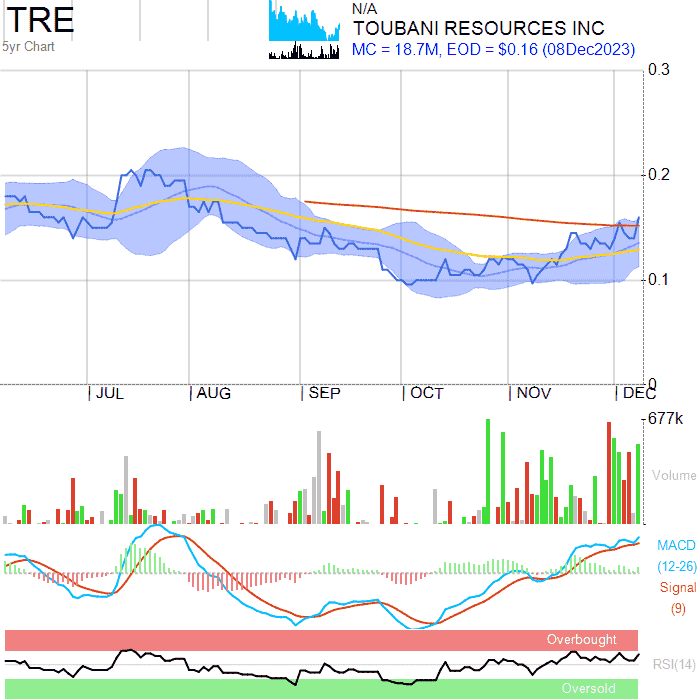 TRE
5yr Chart
N/A
TOUBANI RESOURCES INC
MC = 18.7M, EOD = $0.16 (08Dec2023)
0.3
0.2
0.1
0
JUL AUG SEP OCT NOV DEC
677k
Volume
MACD
(12-26)
Signal
(9)
Overbought
RSI(14)
Oversold